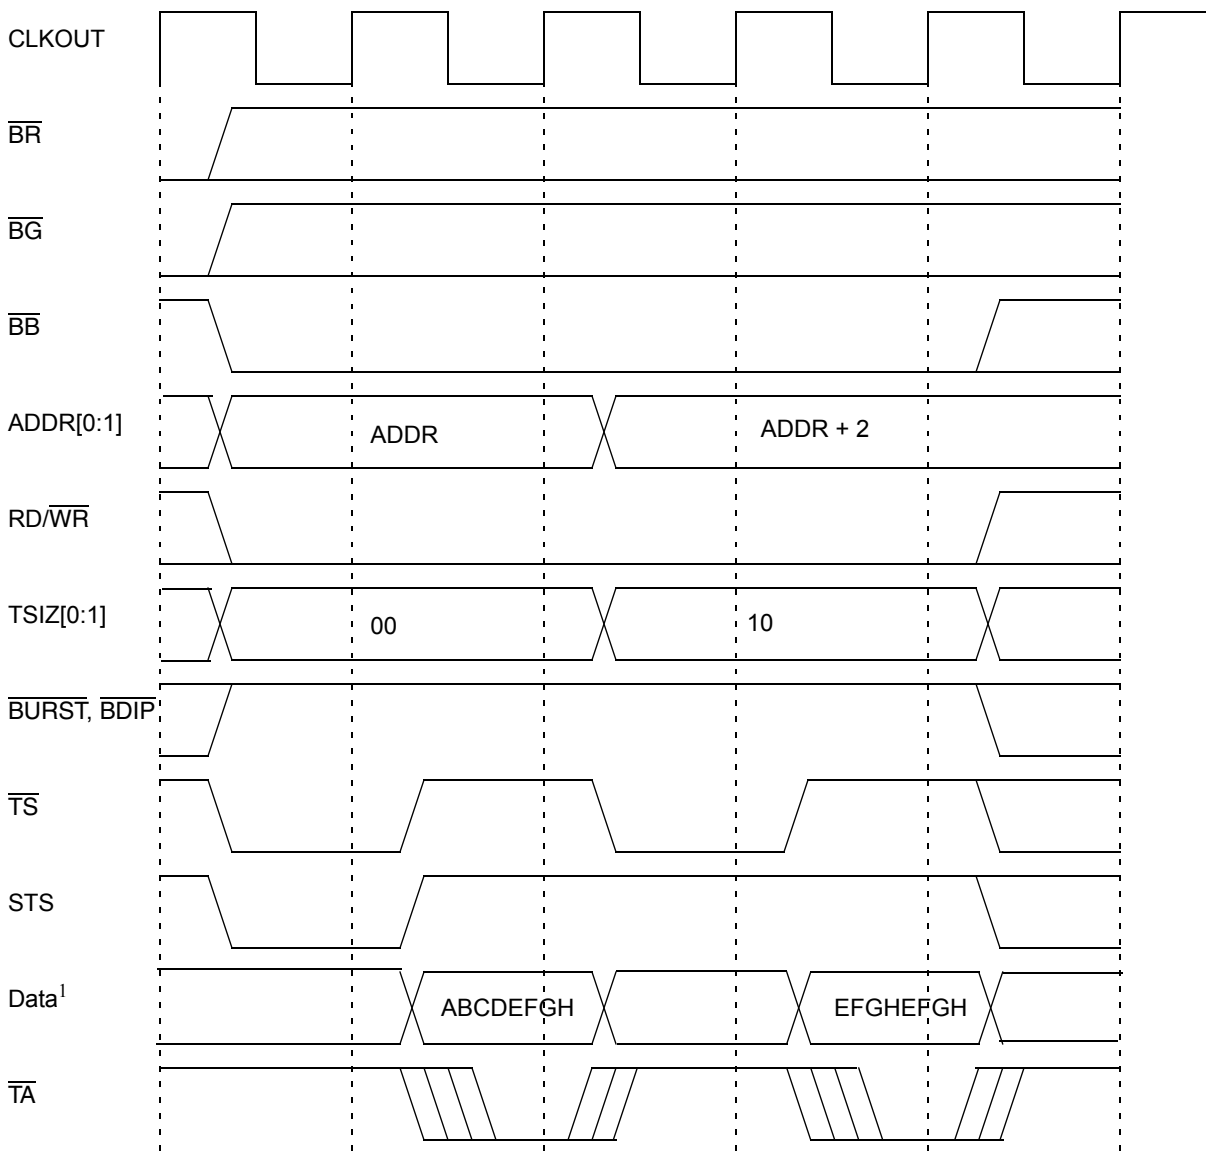 CLKOUT
BR
BG
BB
ADDR[0:1] ADDR ADDR + 2
RD/WR
TSIZ[0:1] 00 10
BURST, BDIP
TS
STS
Data1 ABCDEFGH EFGHEFGH
TA